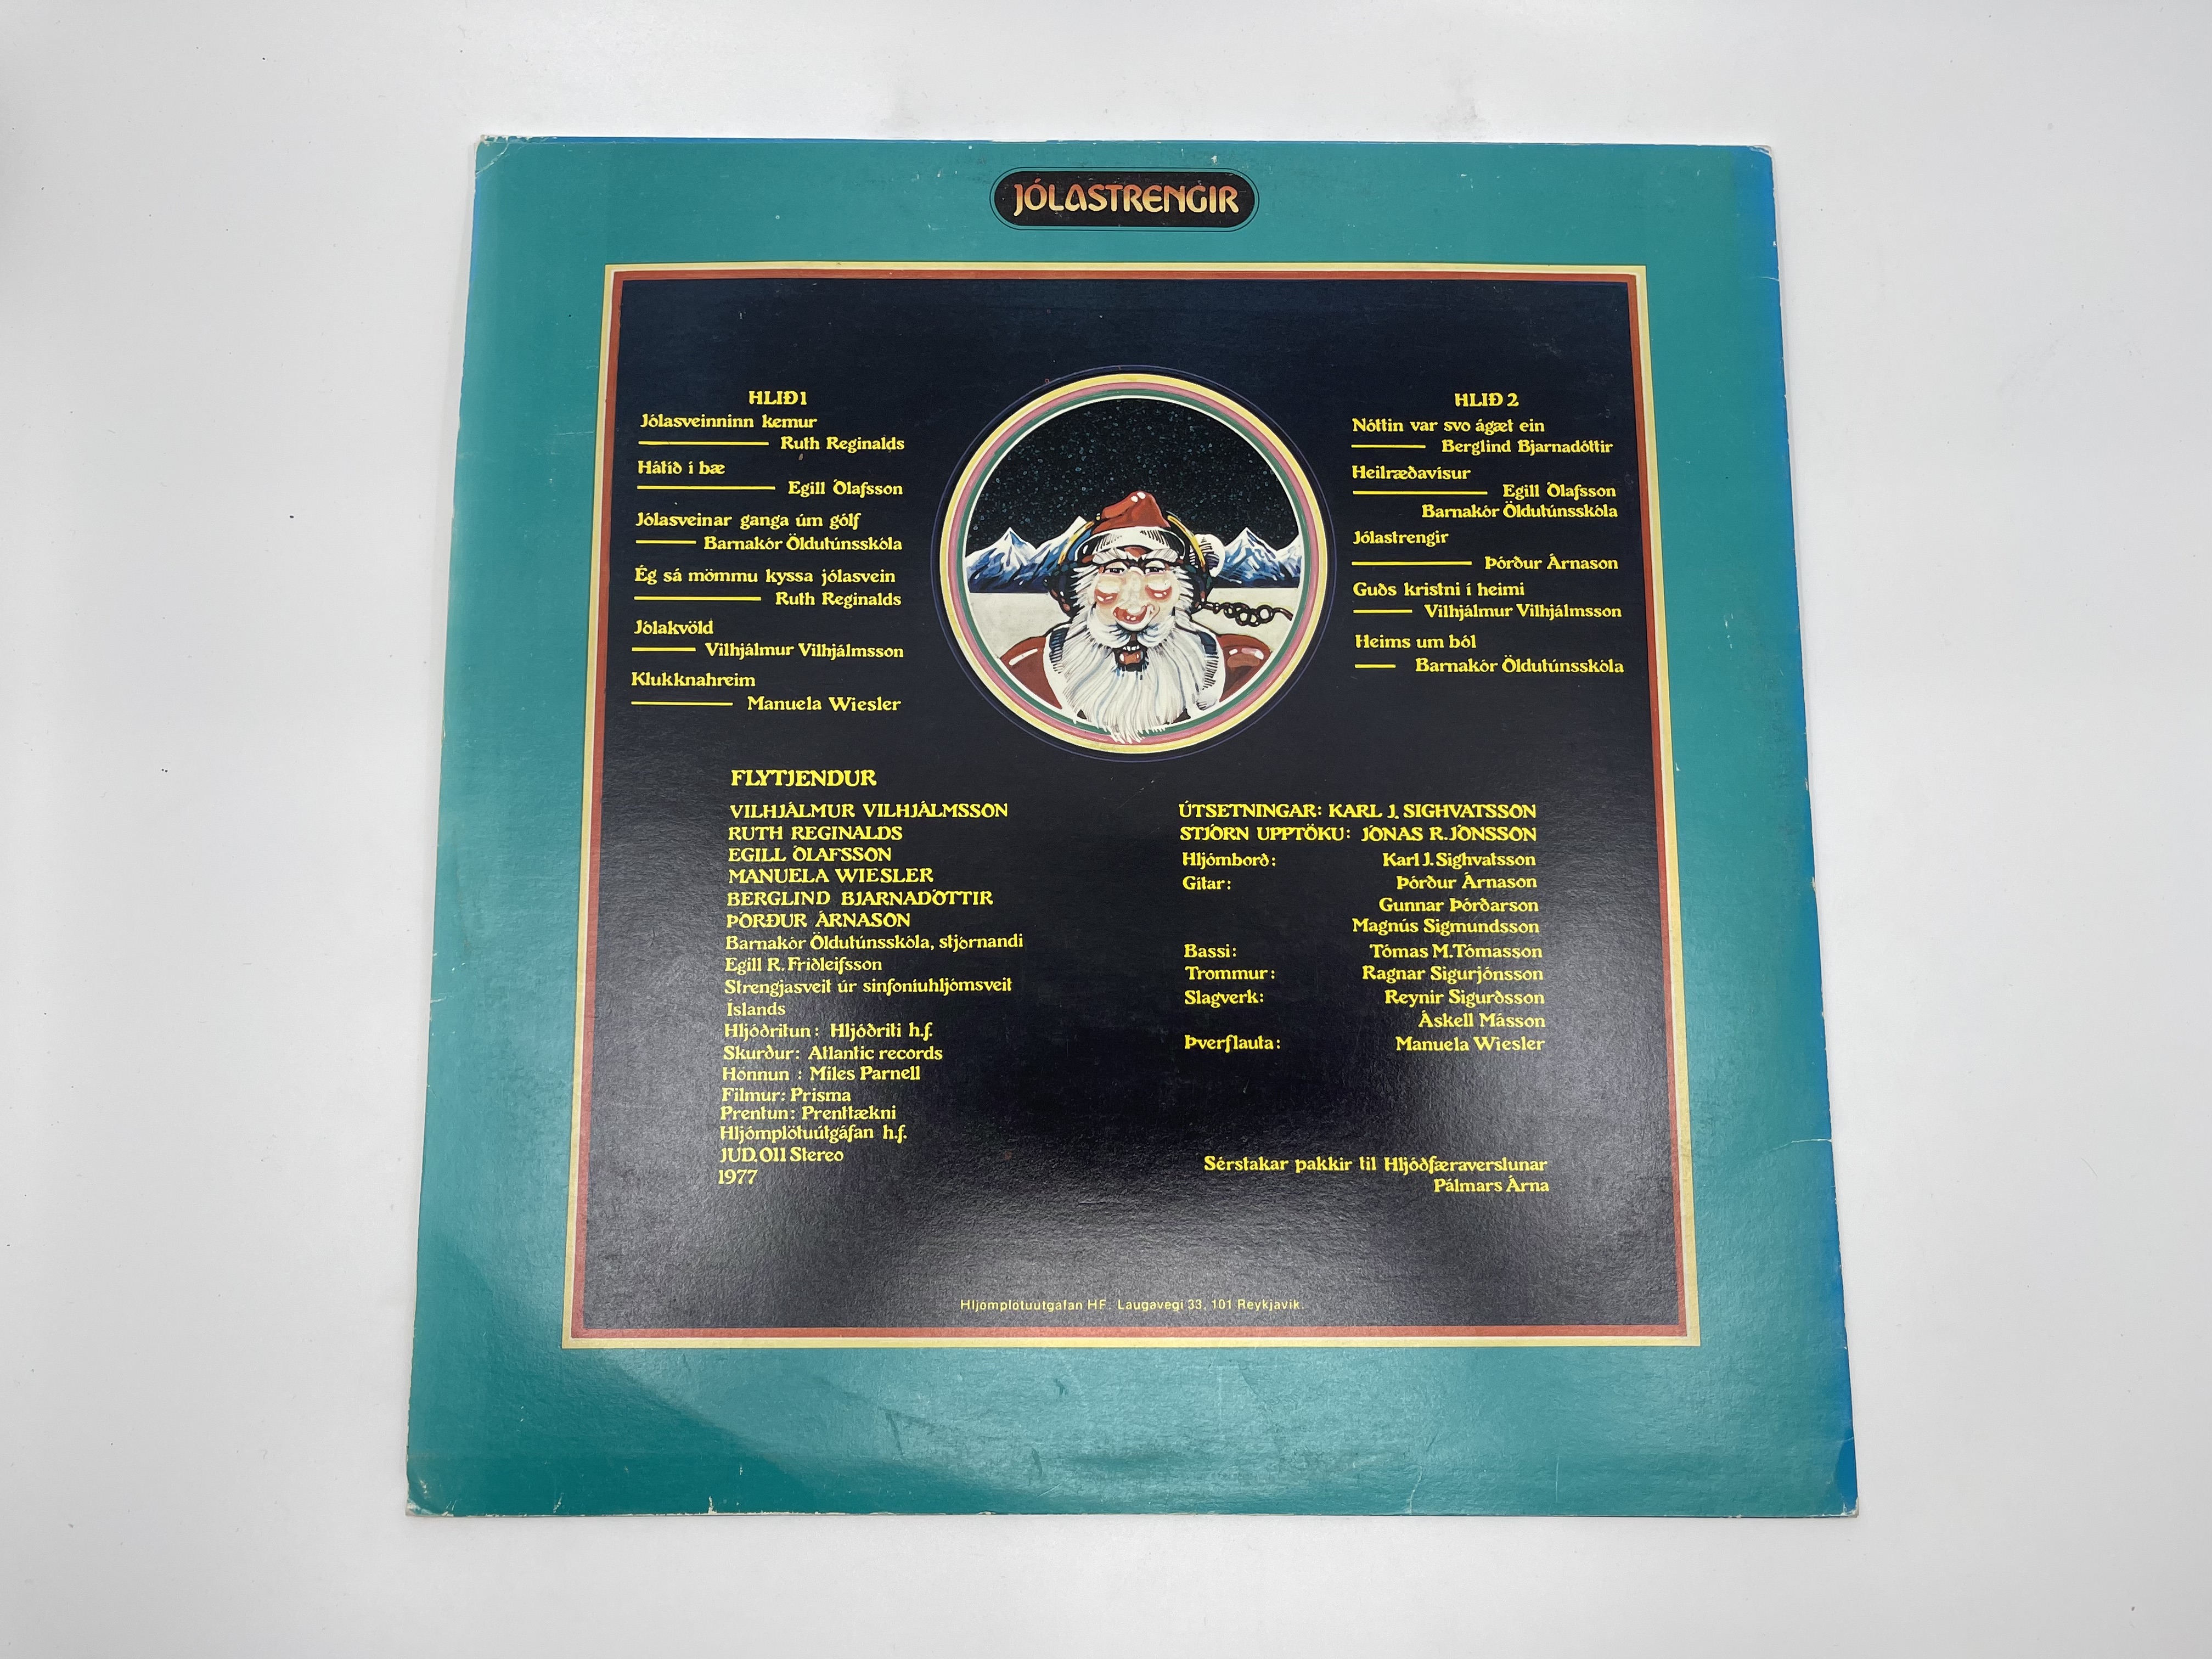 JÓLASTRENGIR
HLIÐ 1
Jólasveinninn kemur
Ruth Reginalds
Hátíð í bæ
Egill Ólafsson
Jólasveinar ganga úm gólf
Barnakór Öldutúnsskóla
Ég sá mömmu kyssa jólasvein
Ruth Reginalds
Jólakvöld
Vilhjálmur Vilhjálmsson
Klukknahreim
Manuela Wiesler
HLIÐ 2
Nóttin var svo ágæt ein
Berglind Bjarnadóttir
Heilræðavísur
Egill Ólafsson
Barnakór Öldutúnsskóla
Jólastrengir
Þórður Árnason
Guðs kristni í heimi
Vilhjálmur Vilhjálmsson
Heims um ból
Barnakór Öldutúnsskóla
FLYTJENDUR
VILHJÁLMUR VILHJÁLMSSON
RUTH REGINALDS
EGILL ÓLAFSSON
MANUELA WIESLER
BERGLIND BJARNADÓTTIR
ÞÓRÐUR ÁRNASON
Barnakór Öldutúnsskóla, stjórnandi
Egill R. Friðleifsson
Strengjasveit úr sinfoníuhljómsveit
Íslands
Hljóðritun : Hljóðriti h.f.
Skurður: Atlantic records
Hönnun : Miles Parnell
Filmur: Prisma
Prentun: Prenttækni
Hljómplötuútgáfan h.f.
JUD. 011 Stereo
1977
ÚTSETNINGAR: KARL J. SIGHVATSSON
STJÓRN UPPTÖKU: JÓNAS R. JÓNSSON
Hljómborð: Karl J. Sighvatsson
Gítar: Þórður Árnason
Gunnar Þórðarson
Magnús Sigmundsson
Bassi: Tómas M. Tómasson
Trommur: Ragnar Sigurjónsson
Slagverk: Reynir Sigurðsson
Áskell Másson
Þverflauta: Manuela Wiesler
Sérstakar þakkir til Hljóðfæraverslunar
Pálmars Árna
Hljómplötuútgáfan HF. Laugavegi 33, 101 Reykjavík.